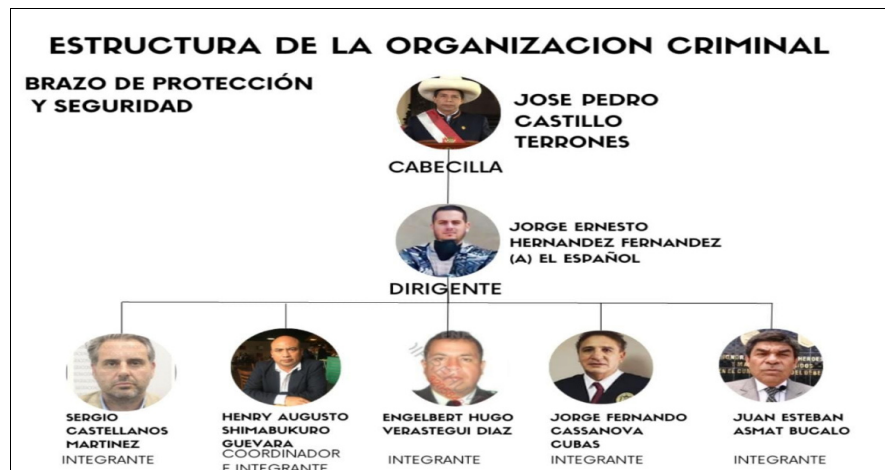 ESTRUCTURA DE LA ORGANIZACION CRIMINAL
BRAZO DE PROTECCIÓN
Y SEGURIDAD
JOSE PEDRO
CASTILLO
TERRONES
CABECILLA
JORGE ERNESTO
HERNANDEZ FERNANDEZ
(A) EL ESPAÑOL
DIRIGENTE
SERGIO
CASTELLANOS
MARTINEZ
INTEGRANTE
HENRY AUGUSTO
SHIMABUKURO
GUEVARA
COORDINADOR
E INTEGRANTE
ENGELBERT HUGO
VERASTEGUI DIAZ
INTEGRANTE
JORGE FERNANDO
CASSANOVA
CUBAS
INTEGRANTE
JUAN ESTEBAN
ASMAT BUCALO
INTEGRANTE